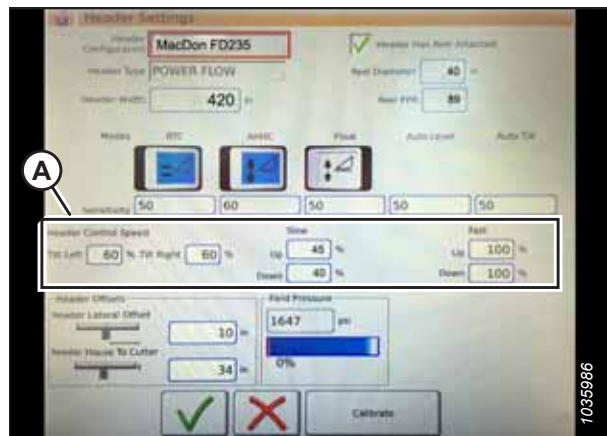 Header Settings
Header Configuration MacDon FD235 Header Has Reel Attached
Header Type POWER FLOW Reel Diameter 40 in
Header Width 420 in Reel PPR 89
Modes RTC AHHC Float Auto Level Auto Tilt
A
Sensitivity 50 60 50 50 50
Header Control Speed Slow Fast
Tilt Left 60 % Tilt Right 60 % Up 45 % Up 100 %
Down 40 % Down 100 %
Header Offsets Field Pressure
Header Lateral Offset 1647 psi
10 in
Feeder House To Cutter 0%
34 in
Calibrate
1035986